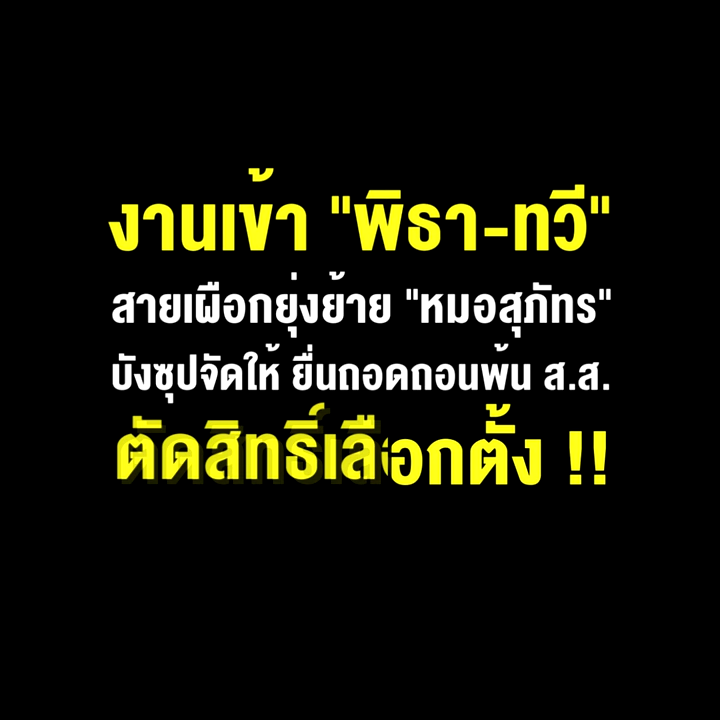 งานเข้า "พิธา-ทวี"
สายเผือกยุ่งย้าย "หมอสุภัทร"
บังซุปจัดให้ ยื่นถอดถอนพ้น ส.ส.
ตัดสิทธิ์เลือกตั้ง !!